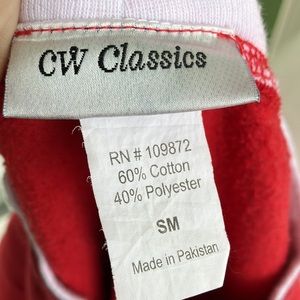 CW Classics
RN # 109872
60% Cotton
40% Polyester
SM
Made in Pakistan